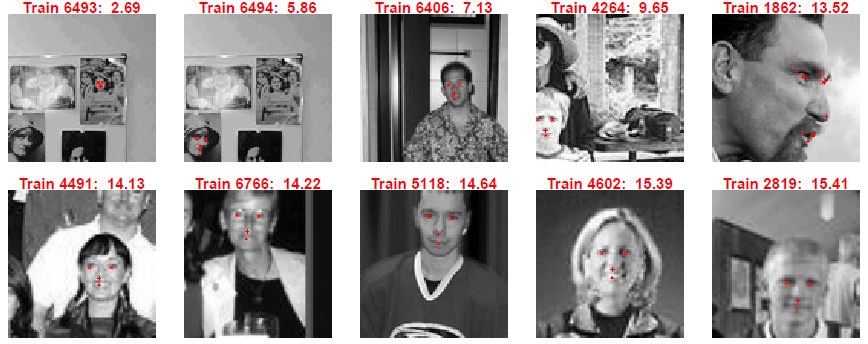 Train 6493: 2.69
Train 6494: 5.86
Train 6406: 7.13
Train 4264: 9.65
Train 1862: 13.52
Train 4491: 14.13
Train 6766: 14.22
Train 5118: 14.64
Train 4602: 15.39
Train 2819: 15.41